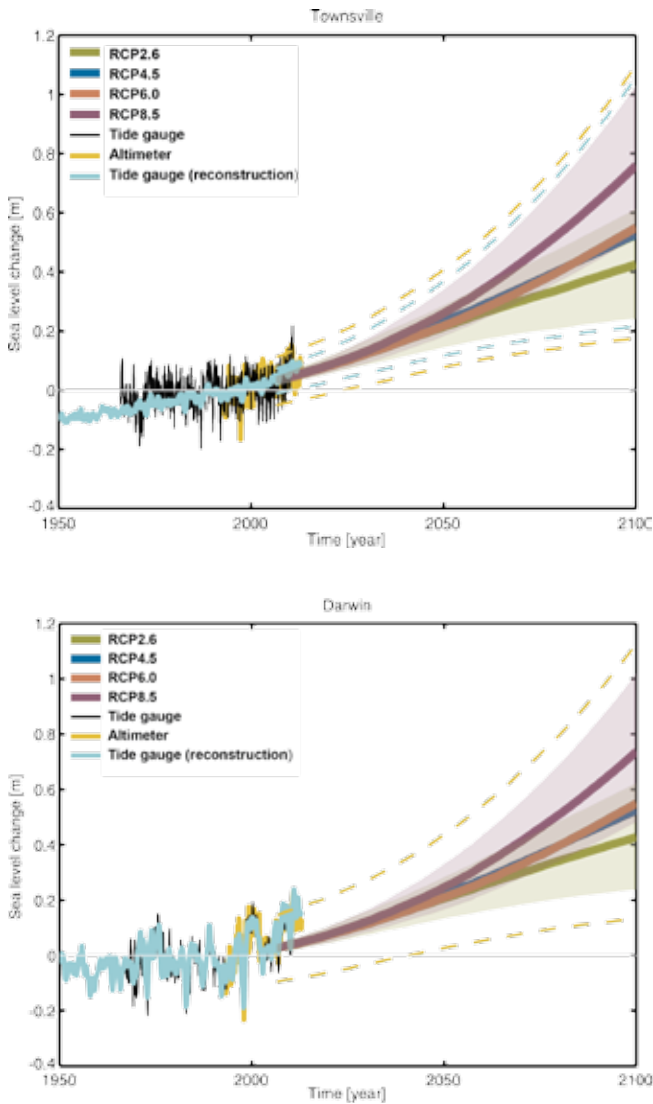 Townsville
1.2
1
0.8
0.6
0.4
0.2
0
-0.2
-0.4
Sea level change [m]
RCP2.6
RCP4.5
RCP6.0
RCP8.5
Tide gauge
Altimeter
Tide gauge (reconstruction)
1950
2000
2050
2100
Time [year]
Darwin
1.2
1
0.8
0.6
0.4
0.2
0
-0.2
-0.4
Sea level change [m]
RCP2.6
RCP4.5
RCP6.0
RCP8.5
Tide gauge
Altimeter
Tide gauge (reconstruction)
1950
2000
2050
2100
Time [year]